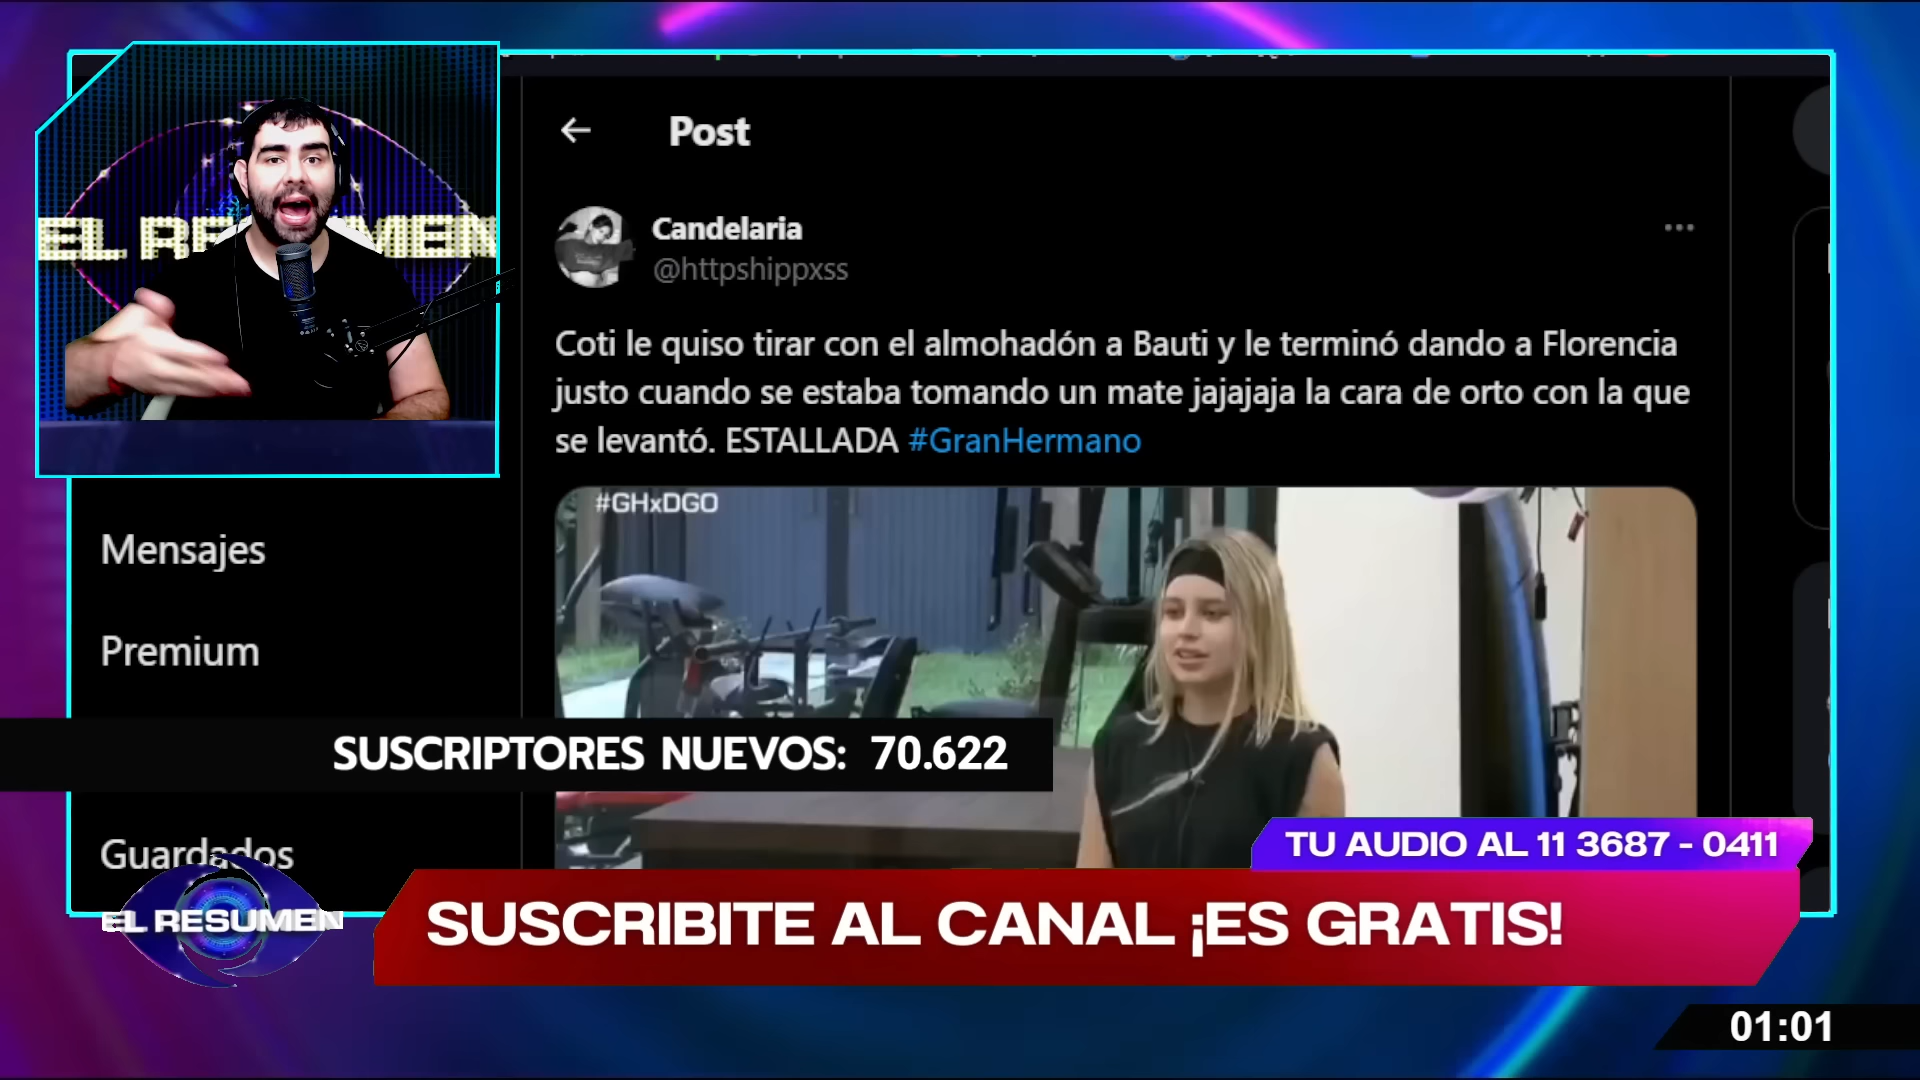 EL RESUMEN
Post
Candelaria
@httpshippxss
Coti le quiso tirar con el almohadón a Bauti y le terminó dando a Florencia
justo cuando se estaba tomando un mate jajajaja la cara de orto con la que
se levantó. ESTALLADA #GranHermano
#GHxDGO
Mensajes
Premium
SUSCRIPTORES NUEVOS: 70.622
Guardados
TU AUDIO AL 11 3687 - 0411
EL RESUMEN
SUSCRIBITE AL CANAL ¡ES GRATIS!
01:01